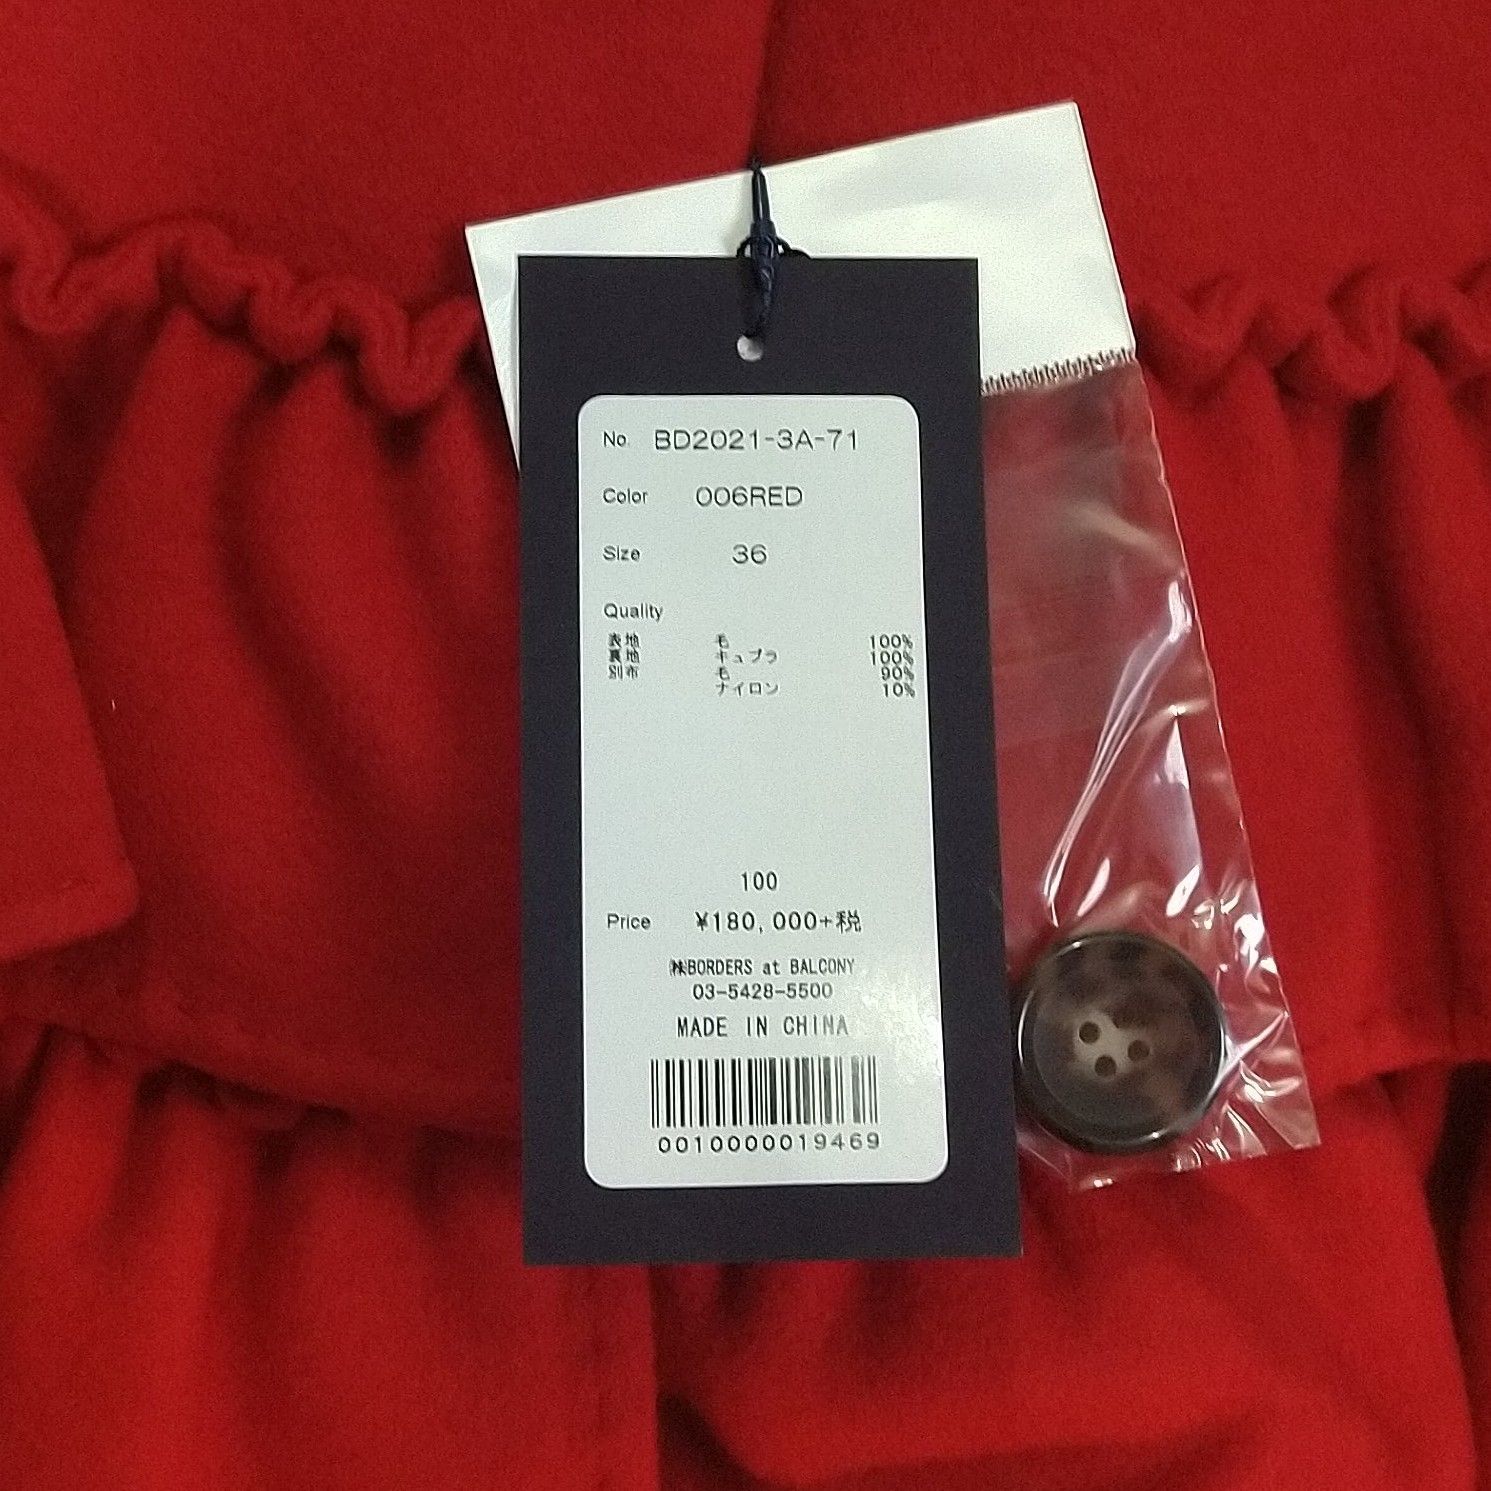 No. BD2021-3A-71
Color 006RED
Size 36
Quality
表地 毛 100%
裏地 キュプラ 100%
別布 毛 90%
ナイロン 10%
100
Price ¥180,000+税
㈱BORDERS at BALCONY
03-5428-5500
MADE IN CHINA
0010000019469